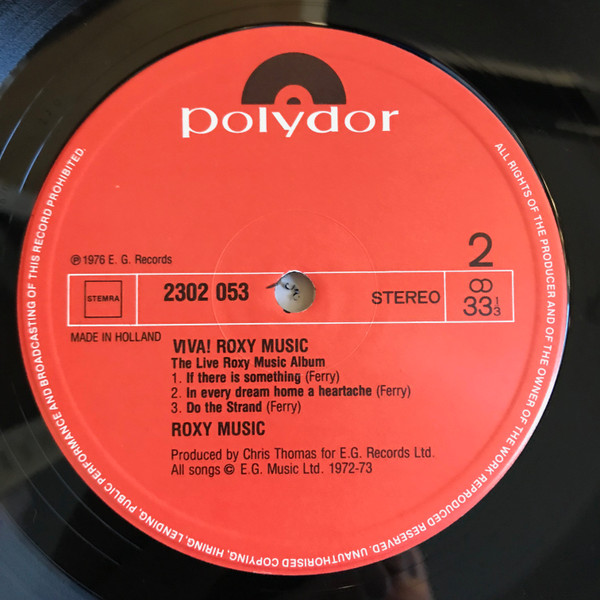 polydor
ALL RIGHTS OF THE PRODUCER AND OF THE OWNER OF THE WORK REPRODUCED RESERVED. UNAUTHORISED COPYING, HIRING, LENDING, PUBLIC PERFORMANCE AND BROADCASTING OF THIS RECORD PROHIBITED.
℗ 1976 E. G. Records
2
STEMRA
2302 053
STEREO
33 1/3
MADE IN HOLLAND
VIVA! ROXY MUSIC
The Live Roxy Music Album
1. If there is something (Ferry)
2. In every dream home a heartache (Ferry)
3. Do the Strand (Ferry)
ROXY MUSIC
Produced by Chris Thomas for E.G. Records Ltd.
All songs © E.G. Music Ltd. 1972-73